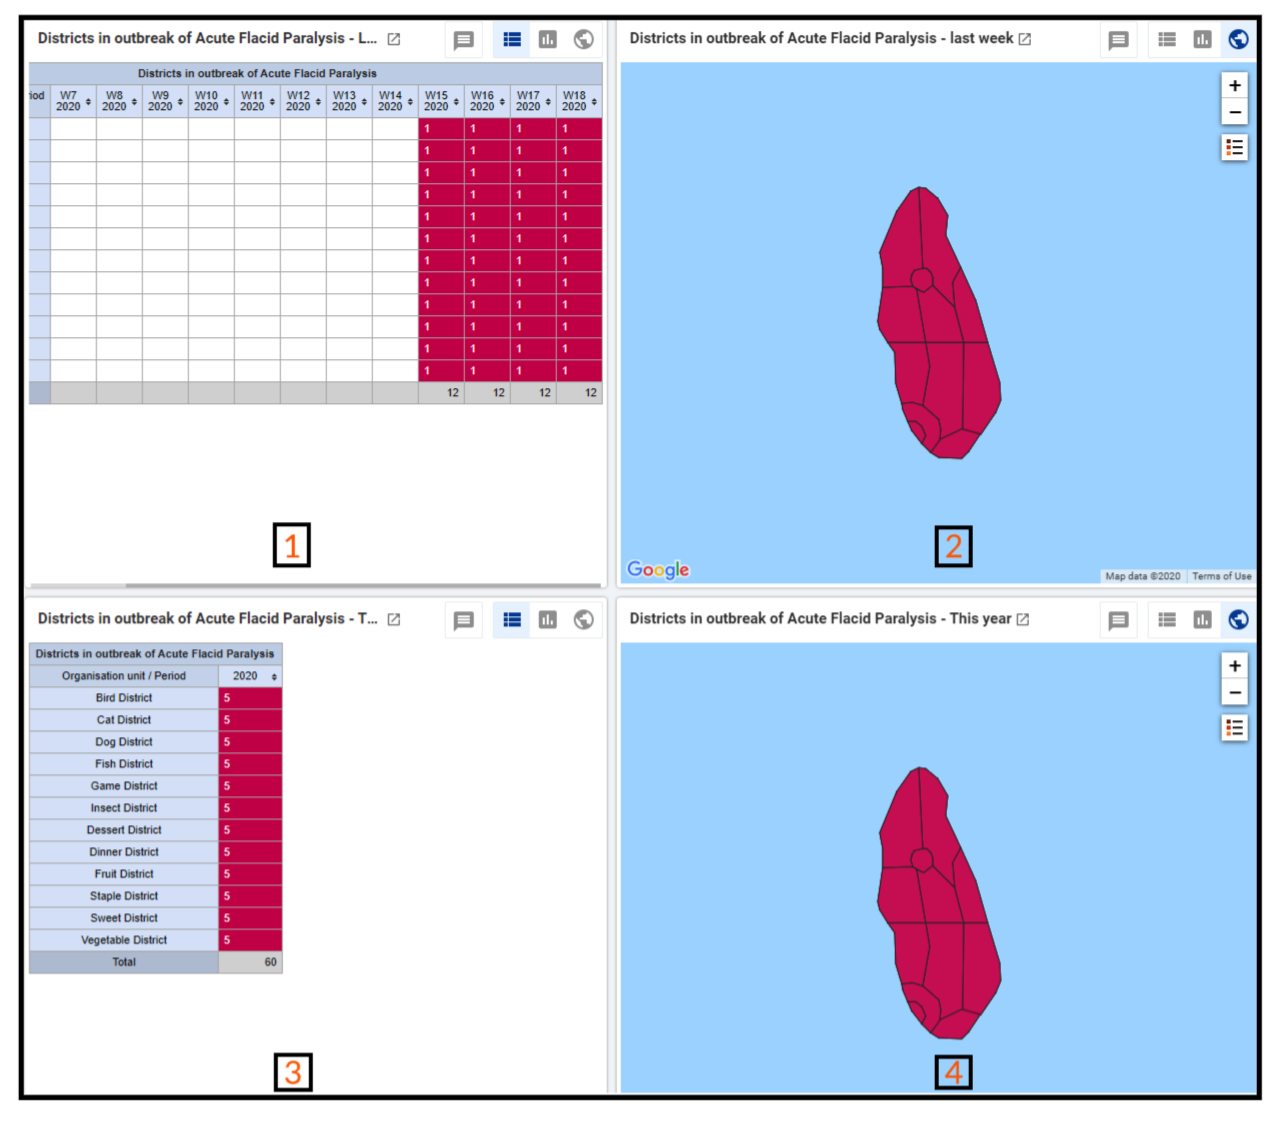 Districts in outbreak of Acute Flacid Paralysis - L...
Districts in outbreak of Acute Flacid Paralysis
iod W7 2020 W8 2020 W9 2020 W10 2020 W11 2020 W12 2020 W13 2020 W14 2020 W15 2020 W16 2020 W17 2020 W18 2020
1 1 1 1
1 1 1 1
1 1 1 1
1 1 1 1
1 1 1 1
1 1 1 1
1 1 1 1
1 1 1 1
1 1 1 1
1 1 1 1
1 1 1 1
1 1 1 1
12 12 12 12
1
Districts in outbreak of Acute Flacid Paralysis - last week
+
−
2
Google
Map data ©2020 Terms of Use
Districts in outbreak of Acute Flacid Paralysis - T...
Districts in outbreak of Acute Flacid Paralysis
Organisation unit / Period 2020
Bird District 5
Cat District 5
Dog District 5
Fish District 5
Game District 5
Insect District 5
Dessert District 5
Dinner District 5
Fruit District 5
Staple District 5
Sweet District 5
Vegetable District 5
Total 60
3
Districts in outbreak of Acute Flacid Paralysis - This year
+
−
4